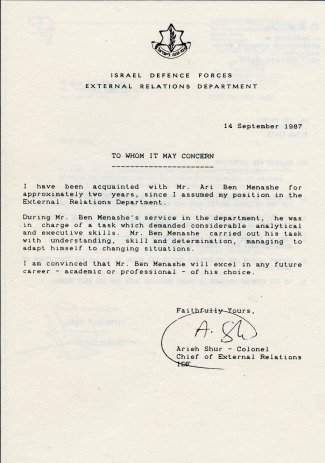 ISRAEL DEFENCE FORCES
EXTERNAL RELATIONS DEPARTMENT
14 September 1987
TO WHOM IT MAY CONCERN
I have been acquainted with Mr. Ari Ben Menashe for
approximately two years, since I assumed my position in the
External Relations Department.
During Mr. Ben Menashe's service in the department, he was
in charge of a task which demanded considerable analytical
and executive skills. Mr. Ben Menashe carried out his task
with understanding, skill and determination, managing to
adapt himself to changing situations.
I am convinced that Mr. Ben Menashe will excel in any future
career - academic or professional - of his choice.
Faithfully Yours,
A. Sh
Arieh Shur - Colonel
Chief of External Relations
IDF